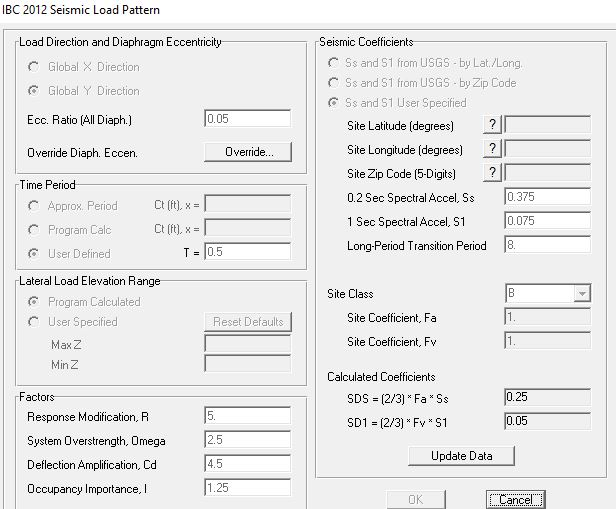 IBC 2012 Seismic Load Pattern
Load Direction and Diaphragm Eccentricity
Global X Direction
Global Y Direction
Ecc. Ratio (All Diaph.) 0.05
Override Diaph. Eccen. Override...
Time Period
Approx. Period Ct (ft), x =
Program Calc Ct (ft), x =
User Defined T = 0.5
Lateral Load Elevation Range
Program Calculated
User Specified Reset Defaults
Max Z
Min Z
Factors
Response Modification, R 5.
System Overstrength, Omega 2.5
Deflection Amplification, Cd 4.5
Occupancy Importance, I 1.25
Seismic Coefficients
Ss and S1 from USGS - by Lat./Long.
Ss and S1 from USGS - by Zip Code
Ss and S1 User Specified
Site Latitude (degrees) ?
Site Longitude (degrees) ?
Site Zip Code (5-Digits) ?
0.2 Sec Spectral Accel, Ss 0.375
1 Sec Spectral Accel, S1 0.075
Long-Period Transition Period 8.
Site Class B
Site Coefficient, Fa 1.
Site Coefficient, Fv 1.
Calculated Coefficients
SDS = (2/3) * Fa * Ss 0.25
SD1 = (2/3) * Fv * S1 0.05
Update Data
OK Cancel